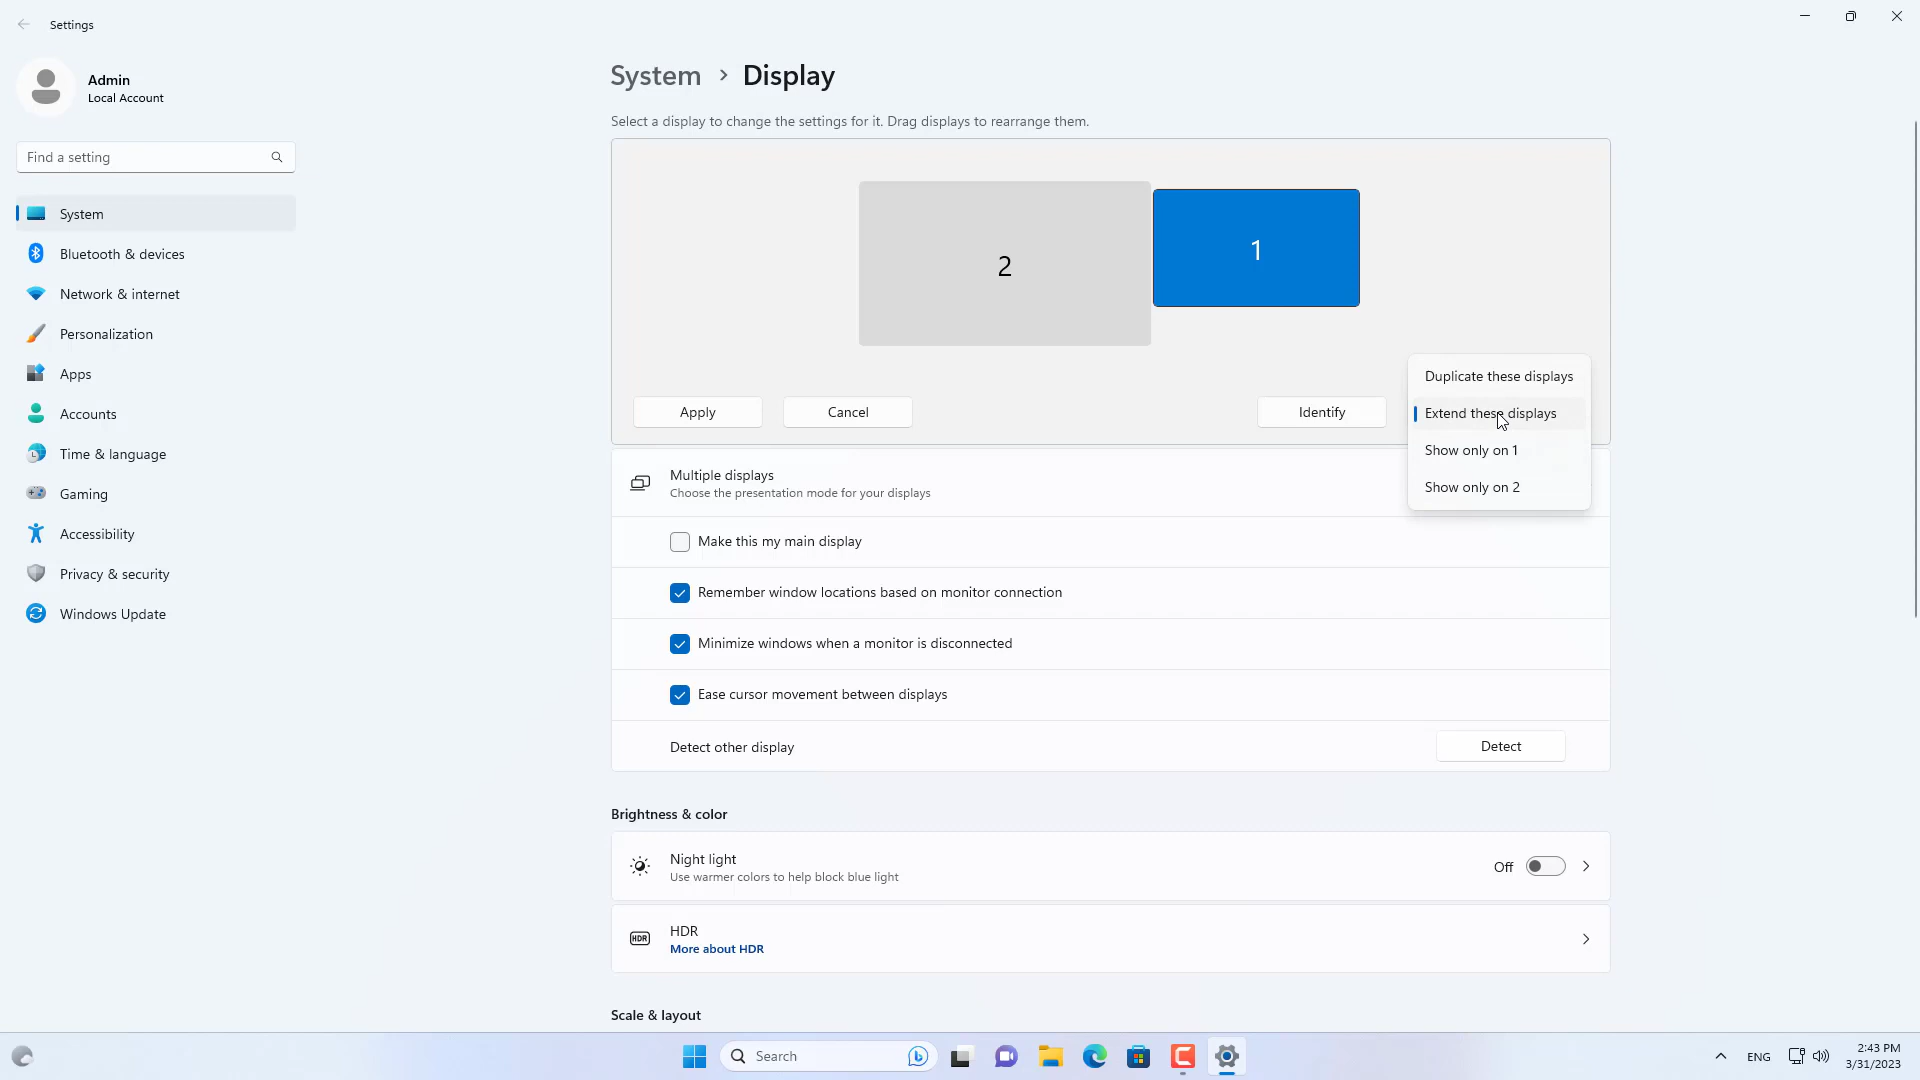 Settings
Admin
Local Account
Find a setting
System
Bluetooth & devices
Network & internet
Personalization
Apps
Accounts
Time & language
Gaming
Accessibility
Privacy & security
Windows Update
System > Display
Select a display to change the settings for it. Drag displays to rearrange them.
2
1
Apply
Cancel
Identify
Duplicate these displays
Extend these displays
Show only on 1
Show only on 2
Multiple displays
Choose the presentation mode for your displays
Make this my main display
Remember window locations based on monitor connection
Minimize windows when a monitor is disconnected
Ease cursor movement between displays
Detect other display
Detect
Brightness & color
Night light
Use warmer colors to help block blue light
Off
HDR
HDR
More about HDR
Scale & layout
Search
ENG
2:43 PM
3/31/2023